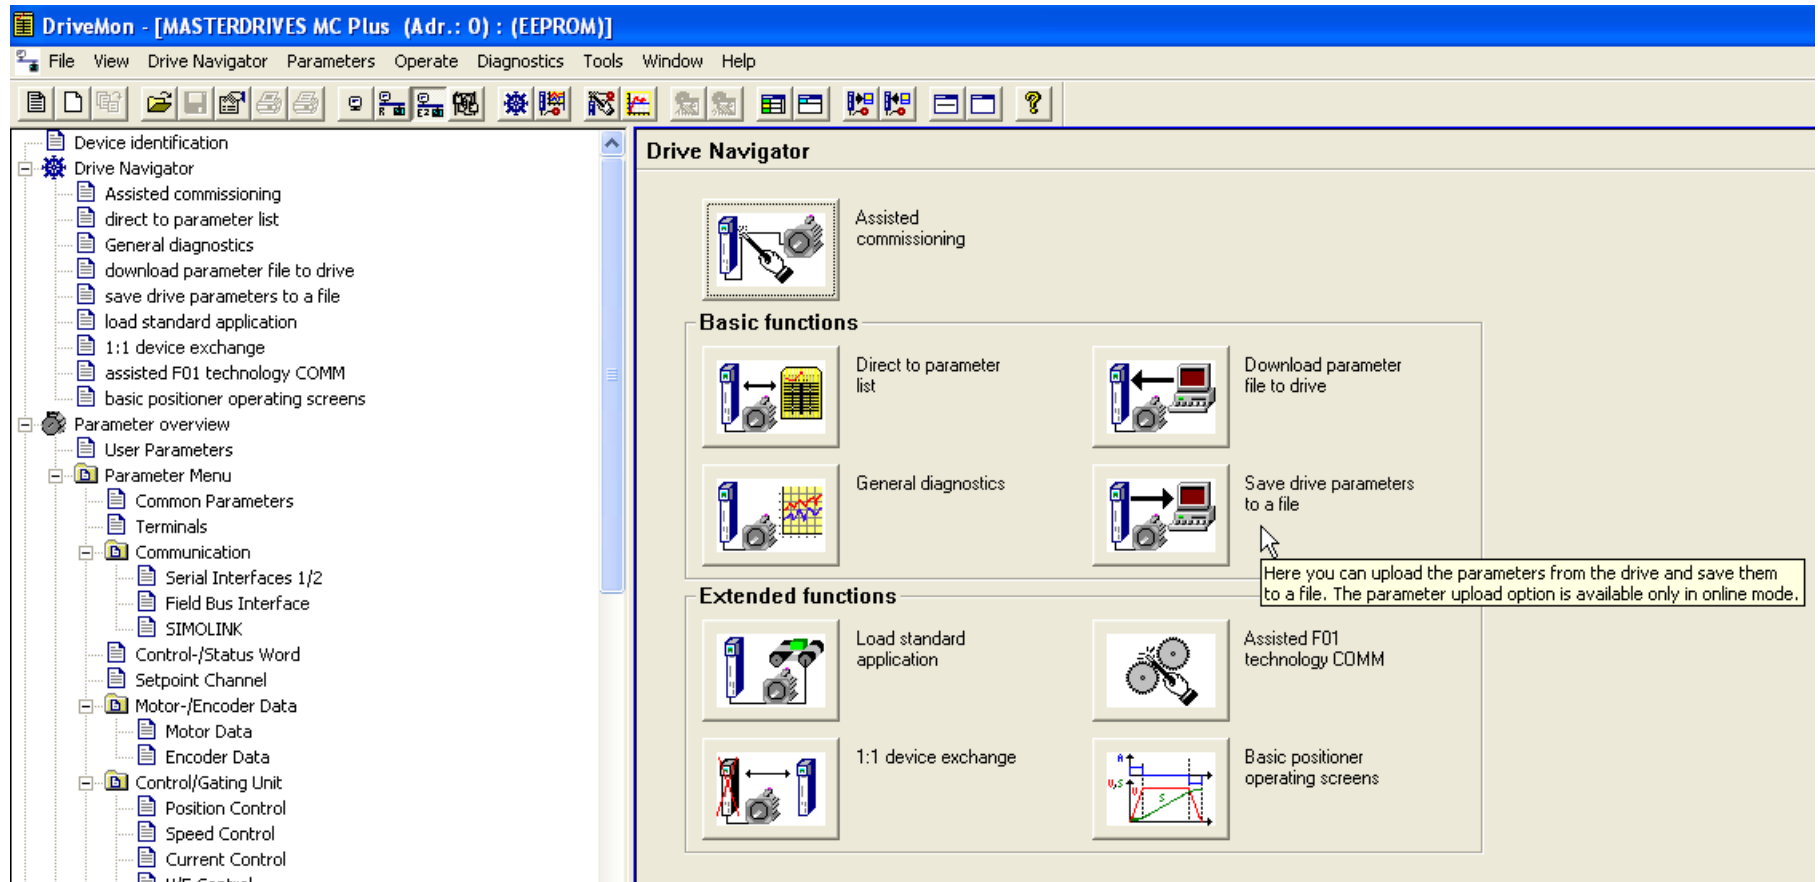 DriveMon - [MASTERDRIVES MC Plus (Adr.: 0) : (EEPROM)]
File View Drive Navigator Parameters Operate Diagnostics Tools Window Help
Device identification
Drive Navigator
Assisted commissioning
direct to parameter list
General diagnostics
download parameter file to drive
save drive parameters to a file
load standard application
1:1 device exchange
assisted F01 technology COMM
basic positioner operating screens
Parameter overview
User Parameters
Parameter Menu
Common Parameters
Terminals
Communication
Serial Interfaces 1/2
Field Bus Interface
SIMOLINK
Control-/Status Word
Setpoint Channel
Motor-/Encoder Data
Motor Data
Encoder Data
Control/Gating Unit
Position Control
Speed Control
Current Control
Drive Navigator
Assisted
commissioning
Basic functions
Direct to parameter
list
Download parameter
file to drive
General diagnostics
Save drive parameters
to a file
Here you can upload the parameters from the drive and save them
to a file. The parameter upload option is available only in online mode.
Extended functions
Load standard
application
Assisted F01
technology COMM
1:1 device exchange
Basic positioner
operating screens